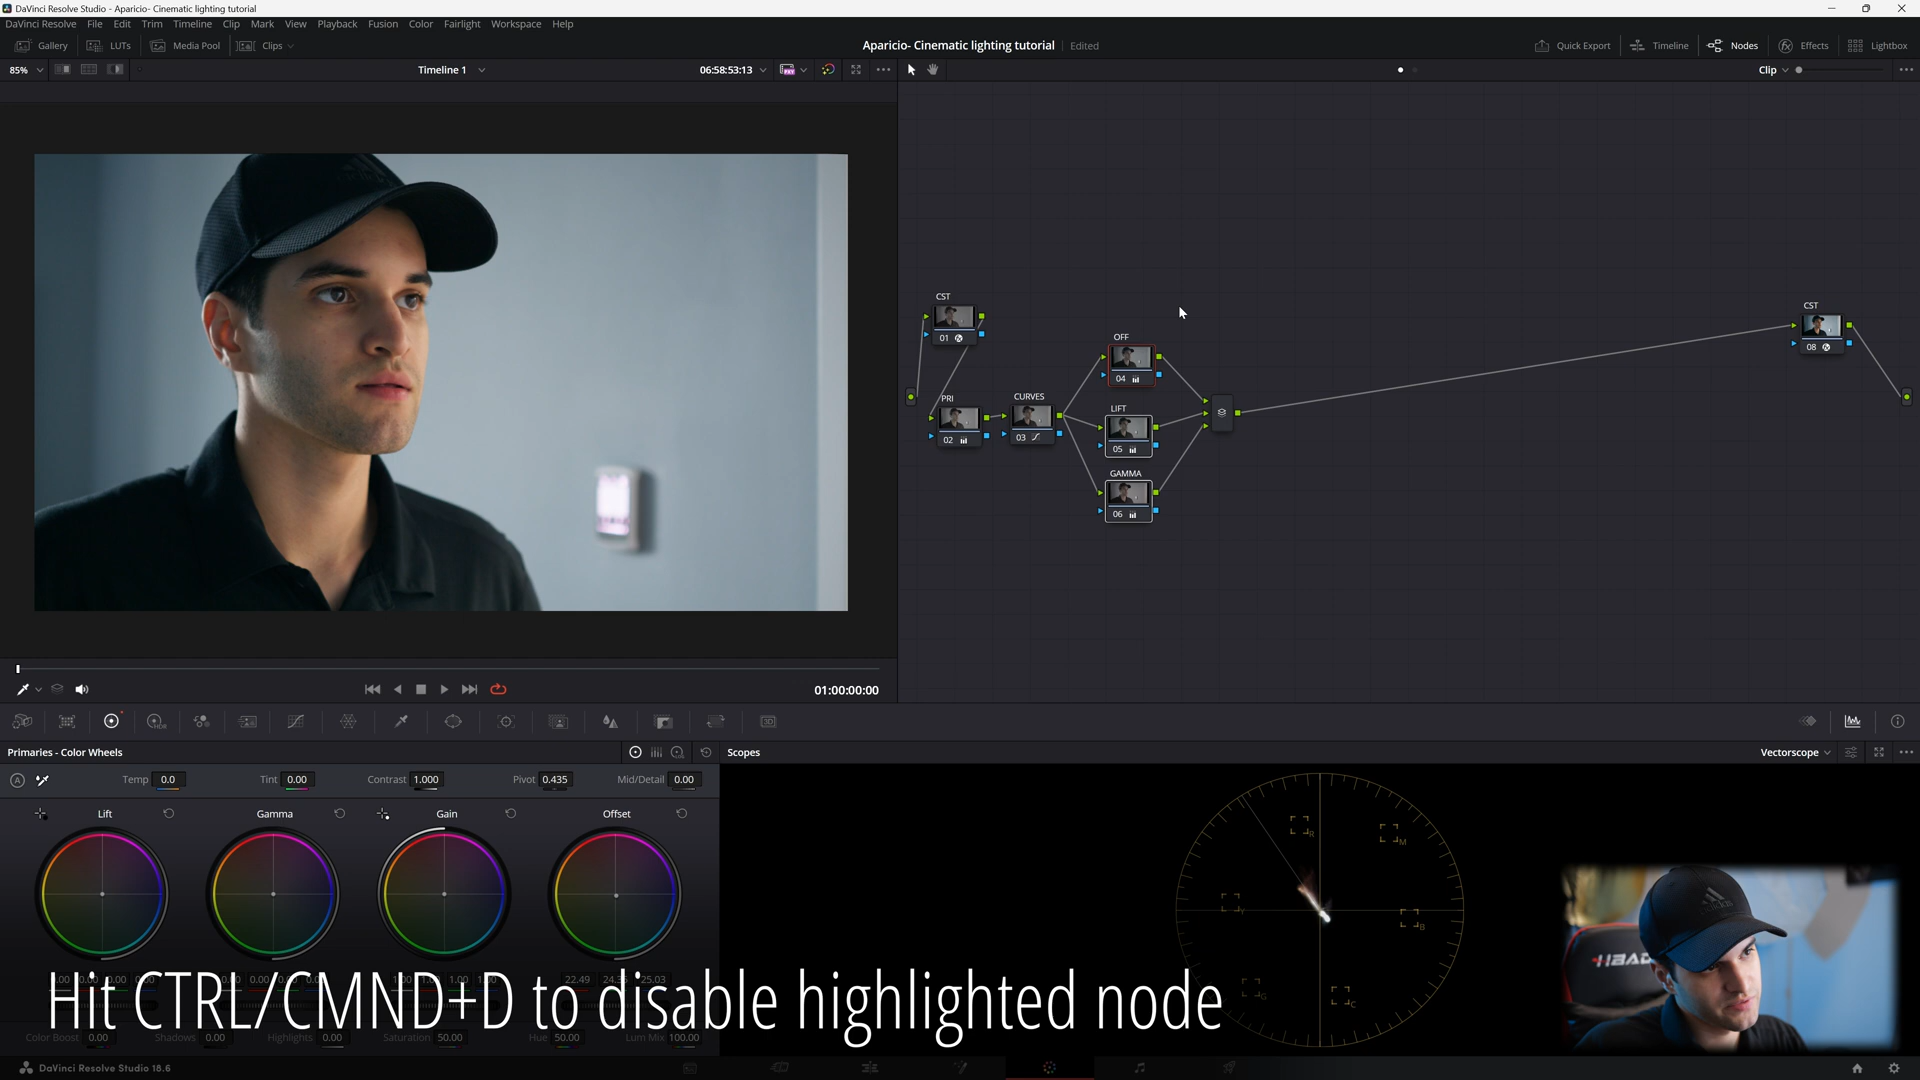 DaVinci Resolve Studio - Aparicio- Cinematic lighting tutorial
DaVinci Resolve File Edit Trim Timeline Clip Mark View Playback Fusion Color Fairlight Workspace Help
Gallery LUTs Media Pool Clips Aparicio- Cinematic lighting tutorial Edited Quick Export Timeline Nodes Effects Lightbox
85% Timeline 1 06:58:53:13 Clip
CST
01
CST
08
OFF
04
PRI
02
CURVES
03
LIFT
05
GAMMA
06
01:00:00:00
HDR
3D
Primaries - Color Wheels Scopes Vectorscope
A Temp 0.0 Tint 0.00 Contrast 1.000 Pivot 0.435 Mid/Detail 0.00
Lift Gamma Gain Offset
R
M
Y
B
G
C
22.49 25.03
Hit CTRL/CMND+D to disable highlighted node
Color Boost 0.00 Shadows 0.00 Highlights 0.00 Saturation 50.00 Hue 50.00 Lum Mix 100.00
DaVinci Resolve Studio 18.6